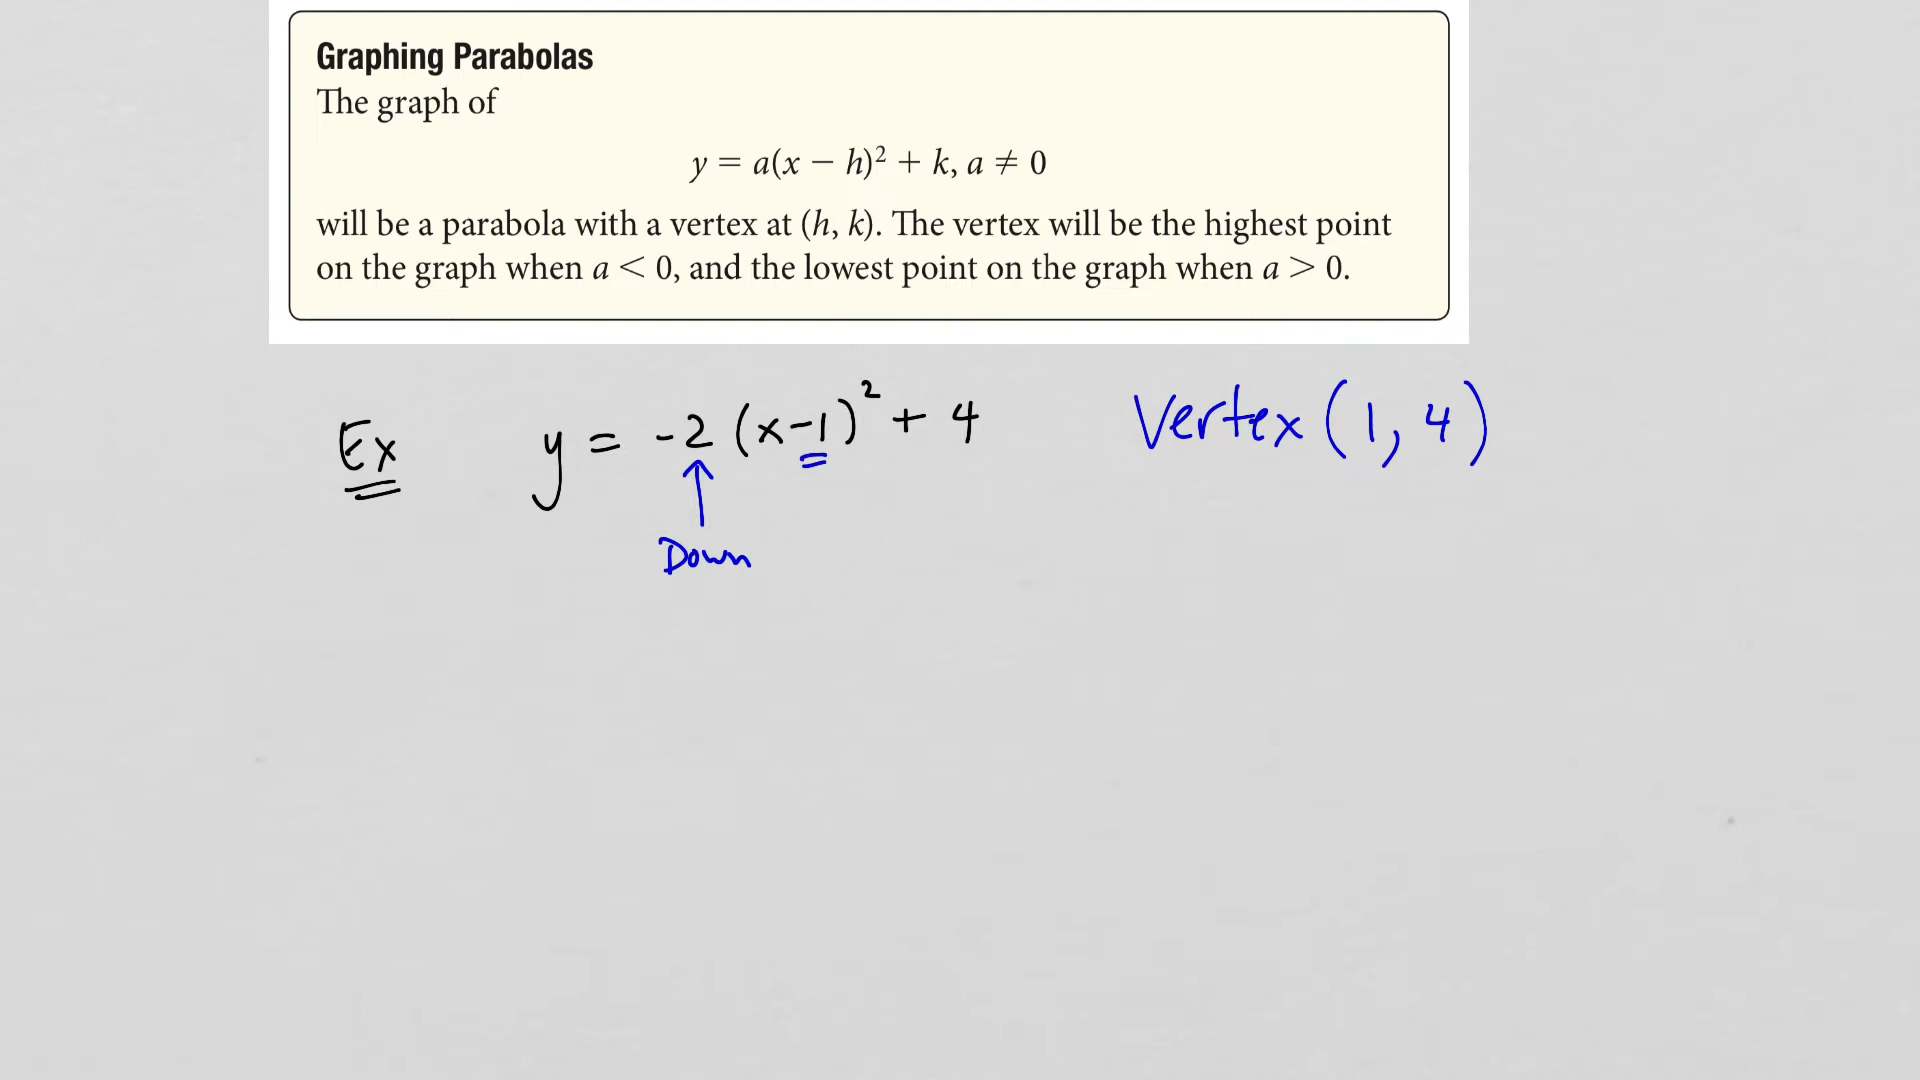 Graphing Parabolas
The graph of
y = a(x − h)² + k, a ≠ 0
will be a parabola with a vertex at (h, k). The vertex will be the highest point
on the graph when a < 0, and the lowest point on the graph when a > 0.
Ex y = -2 (x-1)² + 4 Vertex (1, 4)
Down